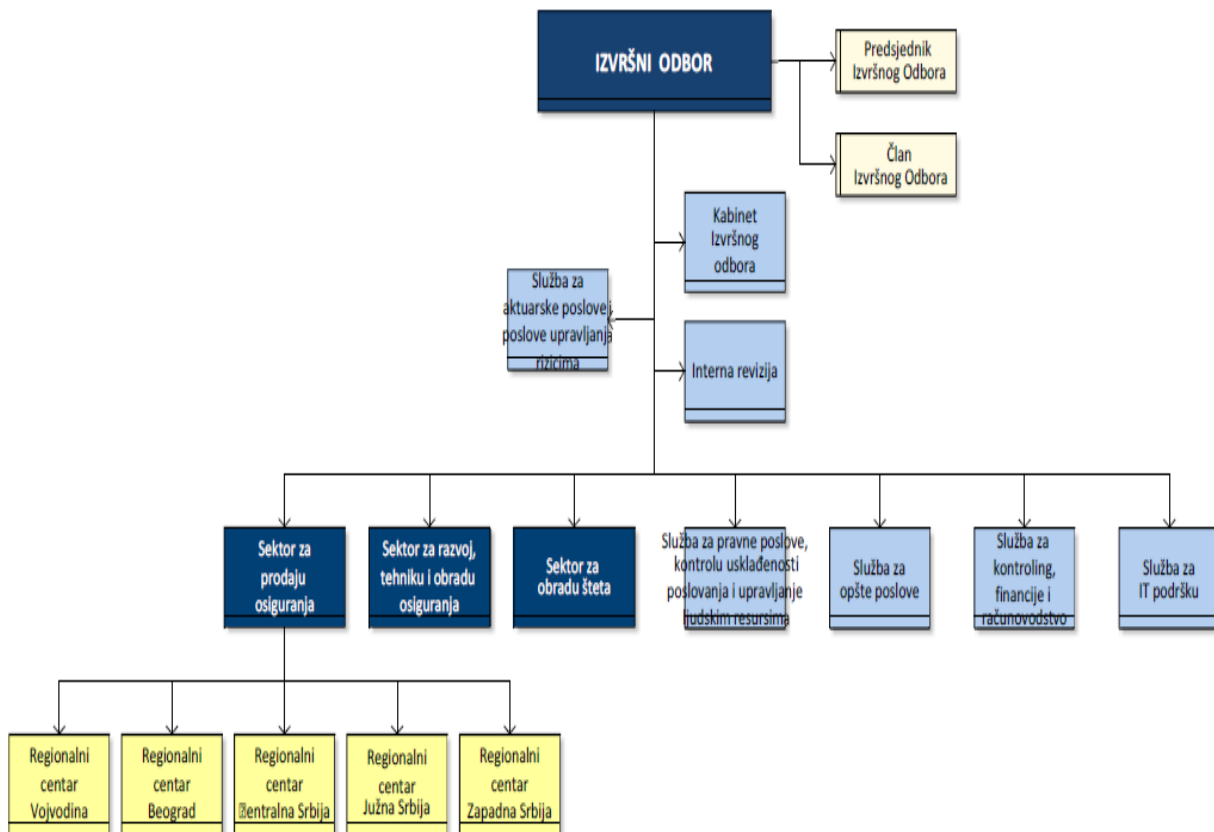 IZVRŠNI ODBOR
Predsjednik
Izvršnog Odbora
Član
Izvršnog Odbora
Kabinet
Izvršnog
odbora
Služba za
aktuarske poslove i
poslove upravljanja
rizicima
Interna revizija
Sektor za
prodaju
osiguranja
Sektor za razvoj,
tehniku i obradu
osiguranja
Sektor za
obradu šteta
Služba za pravne poslove,
kontrolu usklađenosti
poslovanja i upravljanje
ljudskim resursima
Služba za
opšte poslove
Služba za
kontroling,
financije i
računovodstvo
Služba za
IT podršku
Regionalni
centar
Vojvodina
Regionalni
centar
Beograd
Regionalni
centar
�entralna Srbija
Regionalni
centar
Južna Srbija
Regionalni
centar
Zapadna Srbija